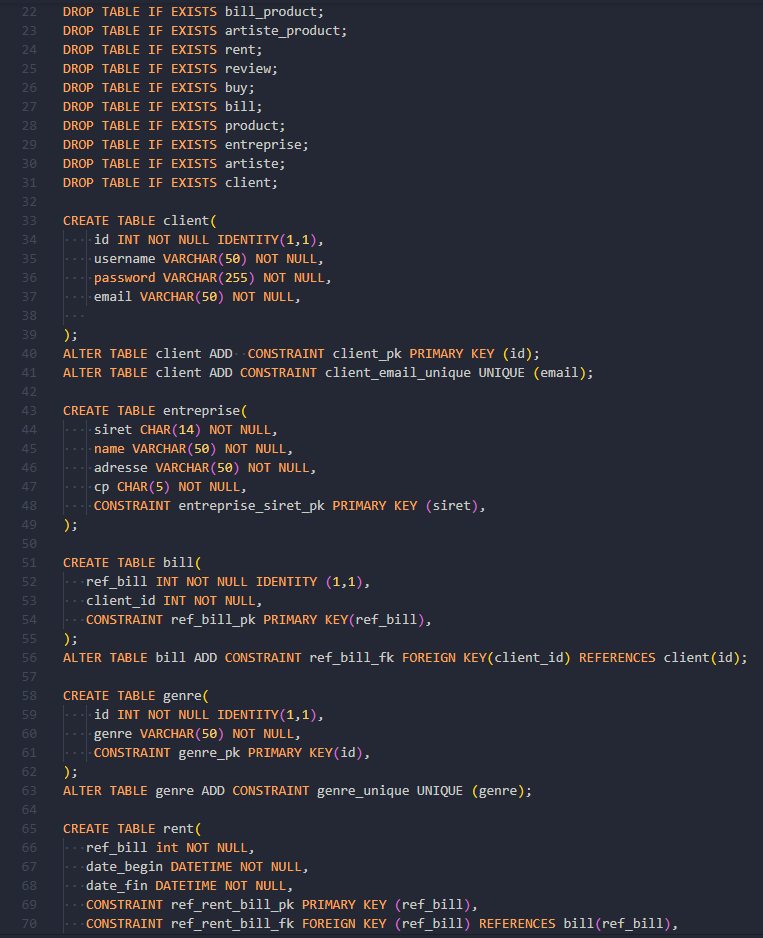 22 DROP TABLE IF EXISTS bill_product;
23 DROP TABLE IF EXISTS artiste_product;
24 DROP TABLE IF EXISTS rent;
25 DROP TABLE IF EXISTS review;
26 DROP TABLE IF EXISTS buy;
27 DROP TABLE IF EXISTS bill;
28 DROP TABLE IF EXISTS product;
29 DROP TABLE IF EXISTS entreprise;
30 DROP TABLE IF EXISTS artiste;
31 DROP TABLE IF EXISTS client;
32
33 CREATE TABLE client(
34     id INT NOT NULL IDENTITY(1,1),
35     username VARCHAR(50) NOT NULL,
36     password VARCHAR(255) NOT NULL,
37     email VARCHAR(50) NOT NULL,
38
39 );
40 ALTER TABLE client ADD  CONSTRAINT client_pk PRIMARY KEY (id);
41 ALTER TABLE client ADD CONSTRAINT client_email_unique UNIQUE (email);
42
43 CREATE TABLE entreprise(
44     siret CHAR(14) NOT NULL,
45     name VARCHAR(50) NOT NULL,
46     adresse VARCHAR(50) NOT NULL,
47     cp CHAR(5) NOT NULL,
48     CONSTRAINT entreprise_siret_pk PRIMARY KEY (siret),
49 );
50
51 CREATE TABLE bill(
52    ref_bill INT NOT NULL IDENTITY (1,1),
53    client_id INT NOT NULL,
54    CONSTRAINT ref_bill_pk PRIMARY KEY(ref_bill),
55 );
56 ALTER TABLE bill ADD CONSTRAINT ref_bill_fk FOREIGN KEY(client_id) REFERENCES client(id);
57
58 CREATE TABLE genre(
59     id INT NOT NULL IDENTITY(1,1),
60     genre VARCHAR(50) NOT NULL,
61     CONSTRAINT genre_pk PRIMARY KEY(id),
62 );
63 ALTER TABLE genre ADD CONSTRAINT genre_unique UNIQUE (genre);
64
65 CREATE TABLE rent(
66    ref_bill int NOT NULL,
67    date_begin DATETIME NOT NULL,
68    date_fin DATETIME NOT NULL,
69    CONSTRAINT ref_rent_bill_pk PRIMARY KEY (ref_bill),
70    CONSTRAINT ref_rent_bill_fk FOREIGN KEY (ref_bill) REFERENCES bill(ref_bill),